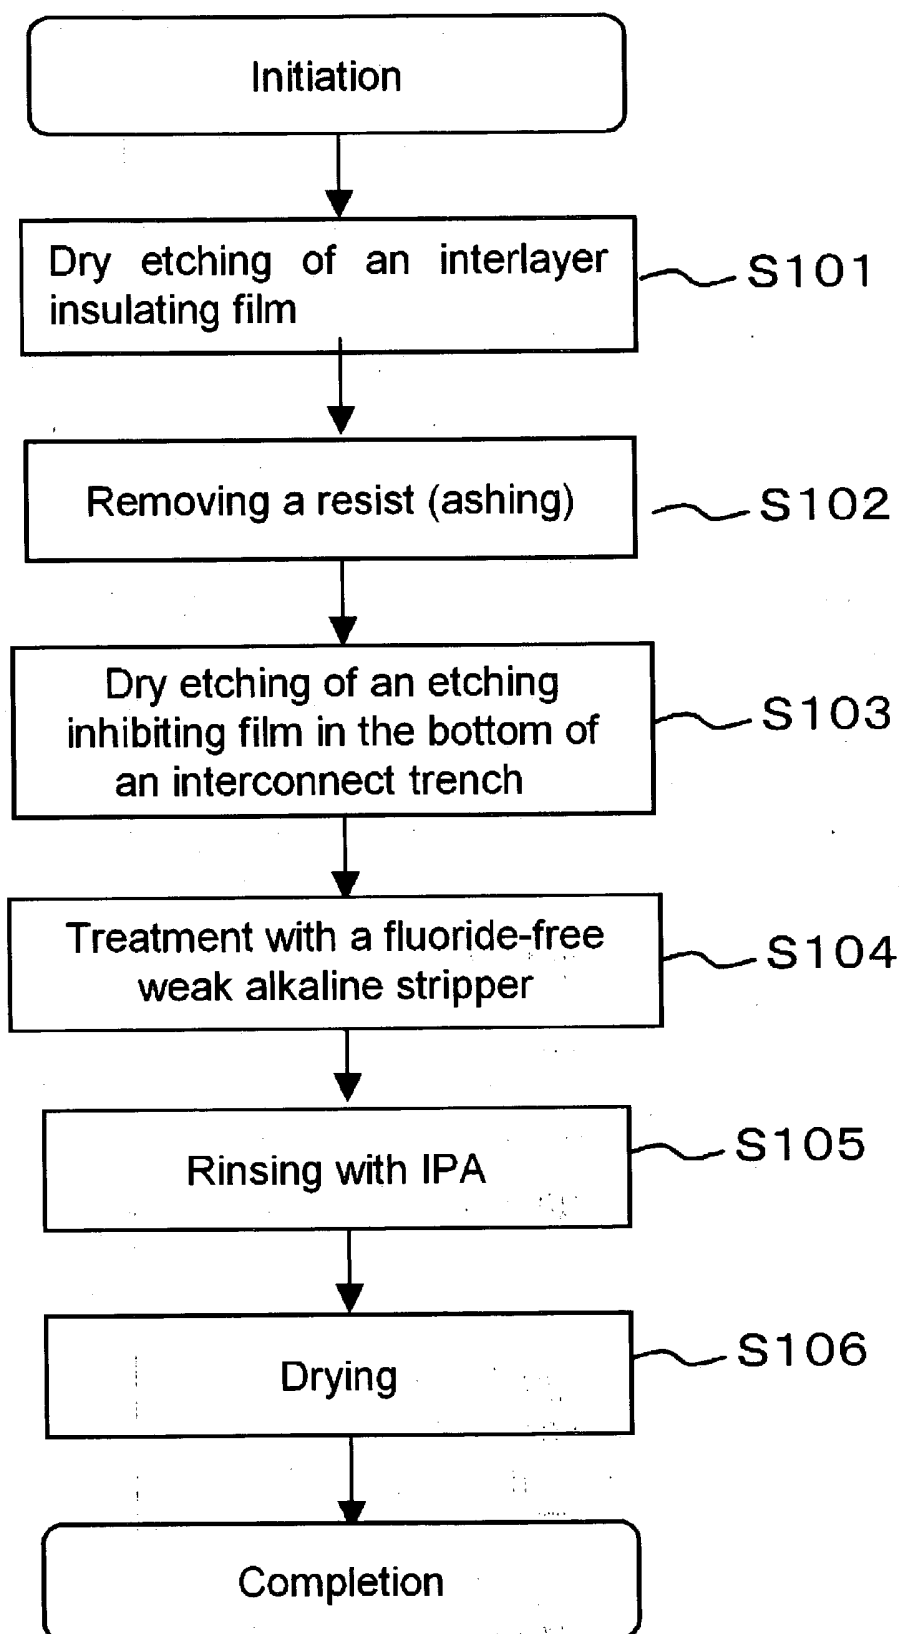 Initiation
Dry etching of an interlayer
insulating film
S101
Removing a resist (ashing)
S102
Dry etching of an etching
inhibiting film in the bottom of
an interconnect trench
S103
Treatment with a fluoride-free
weak alkaline stripper
S104
Rinsing with IPA
S105
Drying
S106
Completion